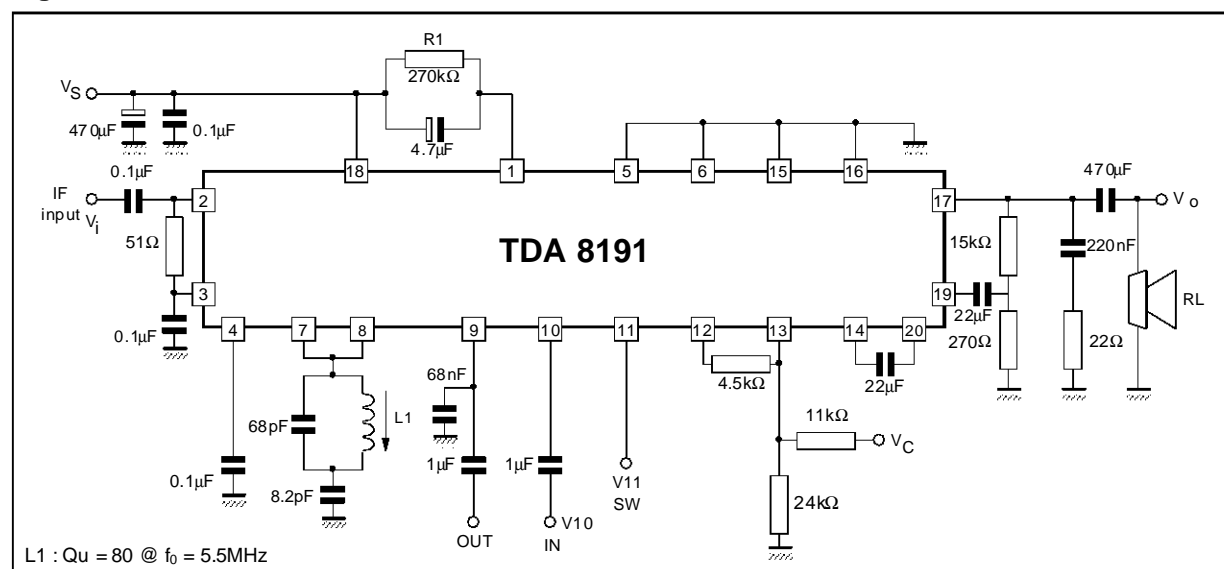 R1
270kΩ
VS
470µF
0.1µF
4.7µF
0.1µF
18
1
5
6
15
16
470µF
IF
input
Vi
2
17
Vo
51Ω
TDA 8191
15kΩ
220nF
3
19
RL
0.1µF
4
7
8
9
10
11
12
13
14
20
22µF
270Ω
22Ω
68nF
4.5kΩ
22µF
68pF
L1
11kΩ
VC
1µF
1µF
0.1µF
8.2pF
V11
SW
24kΩ
V10
OUT
IN
L1 : Qu = 80 @ f0 = 5.5MHz